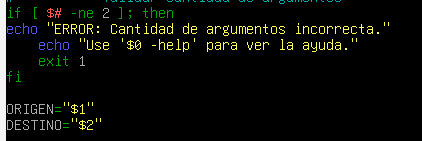 if [ $# -ne 2 ]; then
echo "ERROR: Cantidad de argumentos incorrecta."
    echo "Use '$0 -help' para ver la ayuda."
    exit 1
fi

ORIGEN="$1"
DESTINO="$2"